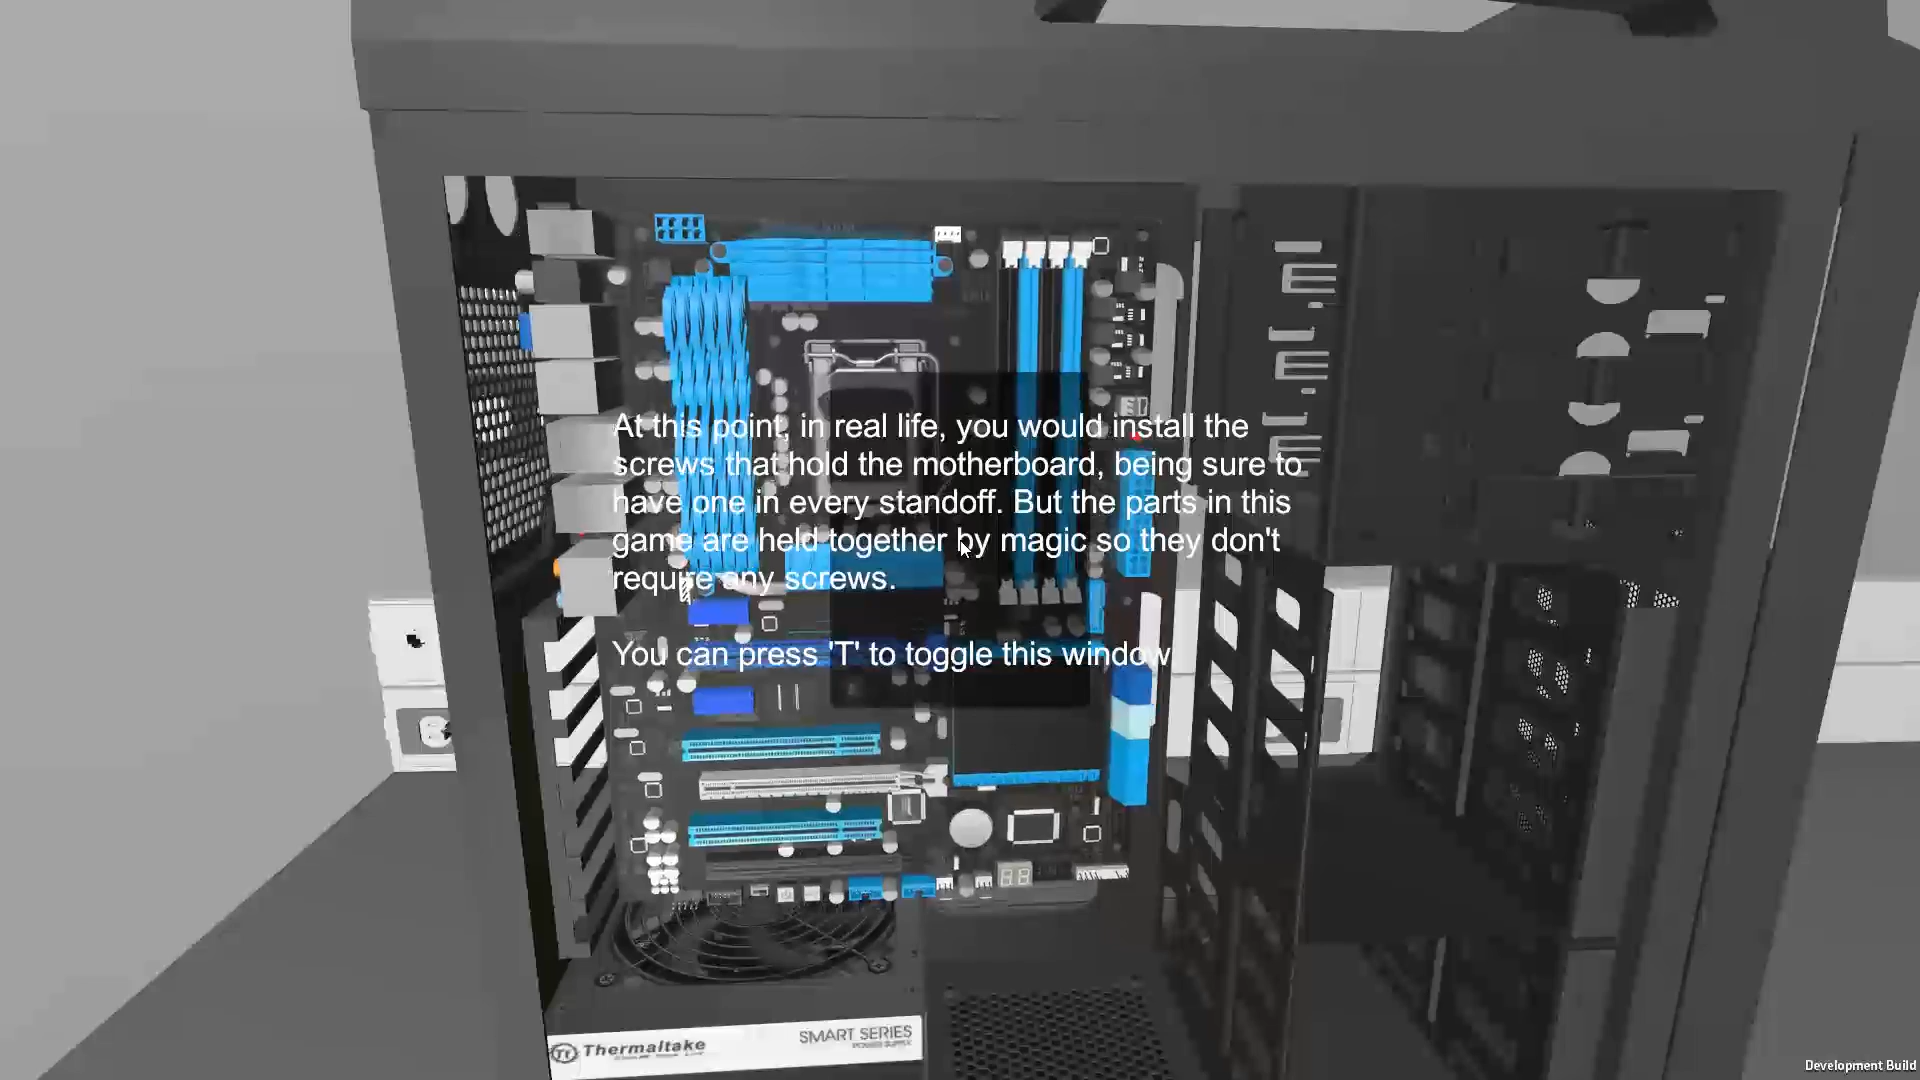 At this point, in real life, you would install the
screws that hold the motherboard, being sure to
have one in every standoff. But the parts in this
game are held together by magic so they don't
require any screws.
You can press 'T' to toggle this window
Thermaltake
SMART SERIES
POWER SUPPLY
Development Build